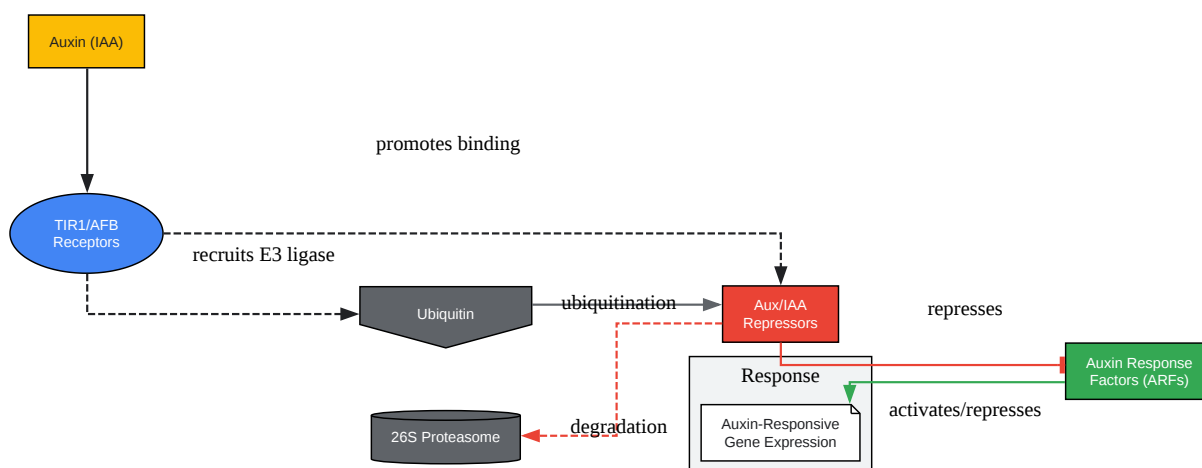 Auxin (IAA)
promotes binding
TIR1/AFB
Receptors
recruits E3 ligase
Ubiquitin
ubiquitination
Aux/IAA
Repressors
represses
Auxin Response
Factors (ARFs)
Response
activates/represses
Auxin-Responsive
Gene Expression
degradation
26S Proteasome